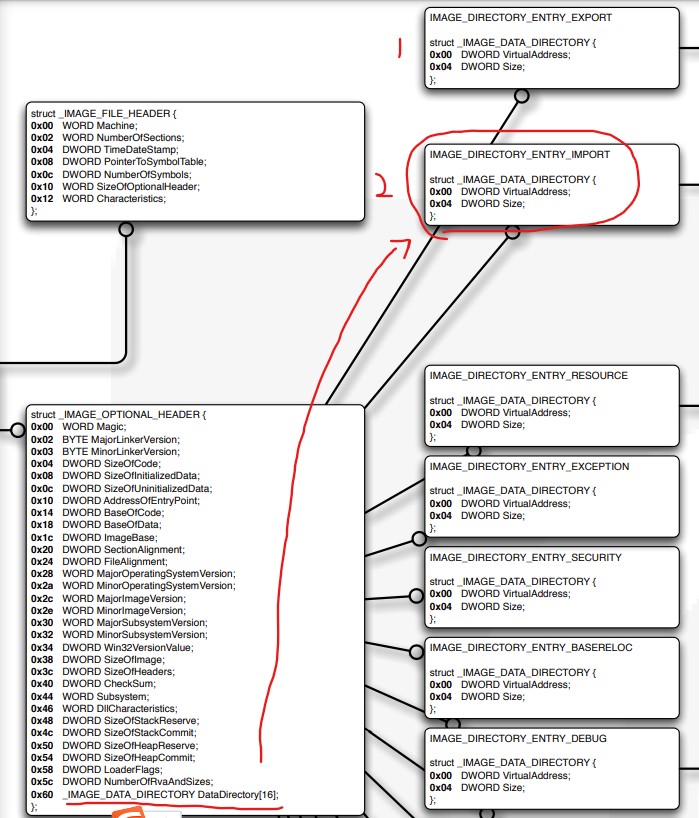 1
IMAGE_DIRECTORY_ENTRY_EXPORT
struct _IMAGE_DATA_DIRECTORY {
0x00 DWORD VirtualAddress;
0x04 DWORD Size;
};
struct _IMAGE_FILE_HEADER {
0x00 WORD Machine;
0x02 WORD NumberOfSections;
0x04 DWORD TimeDateStamp;
0x08 DWORD PointerToSymbolTable;
0x0c DWORD NumberOfSymbols;
0x10 WORD SizeOfOptionalHeader;
0x12 WORD Characteristics;
};
2
IMAGE_DIRECTORY_ENTRY_IMPORT
struct _IMAGE_DATA_DIRECTORY {
0x00 DWORD VirtualAddress;
0x04 DWORD Size;
};
struct _IMAGE_OPTIONAL_HEADER {
0x00 WORD Magic;
0x02 BYTE MajorLinkerVersion;
0x03 BYTE MinorLinkerVersion;
0x04 DWORD SizeOfCode;
0x08 DWORD SizeOfInitializedData;
0x0c DWORD SizeOfUninitializedData;
0x10 DWORD AddressOfEntryPoint;
0x14 DWORD BaseOfCode;
0x18 DWORD BaseOfData;
0x1c DWORD ImageBase;
0x20 DWORD SectionAlignment;
0x24 DWORD FileAlignment;
0x28 WORD MajorOperatingSystemVersion;
0x2a WORD MinorOperatingSystemVersion;
0x2c WORD MajorImageVersion;
0x2e WORD MinorImageVersion;
0x30 WORD MajorSubsystemVersion;
0x32 WORD MinorSubsystemVersion;
0x34 DWORD Win32VersionValue;
0x38 DWORD SizeOfImage;
0x3c DWORD SizeOfHeaders;
0x40 DWORD CheckSum;
0x44 WORD Subsystem;
0x46 WORD DllCharacteristics;
0x48 DWORD SizeOfStackReserve;
0x4c DWORD SizeOfStackCommit;
0x50 DWORD SizeOfHeapReserve;
0x54 DWORD SizeOfHeapCommit;
0x58 DWORD LoaderFlags;
0x5c DWORD NumberOfRvaAndSizes;
0x60 _IMAGE_DATA_DIRECTORY DataDirectory[16];
};
IMAGE_DIRECTORY_ENTRY_RESOURCE
struct _IMAGE_DATA_DIRECTORY {
0x00 DWORD VirtualAddress;
0x04 DWORD Size;
};
IMAGE_DIRECTORY_ENTRY_EXCEPTION
struct _IMAGE_DATA_DIRECTORY {
0x00 DWORD VirtualAddress;
0x04 DWORD Size;
};
IMAGE_DIRECTORY_ENTRY_SECURITY
struct _IMAGE_DATA_DIRECTORY {
0x00 DWORD VirtualAddress;
0x04 DWORD Size;
};
IMAGE_DIRECTORY_ENTRY_BASERELOC
struct _IMAGE_DATA_DIRECTORY {
0x00 DWORD VirtualAddress;
0x04 DWORD Size;
};
IMAGE_DIRECTORY_ENTRY_DEBUG
struct _IMAGE_DATA_DIRECTORY {
0x00 DWORD VirtualAddress;
0x04 DWORD Size;
};